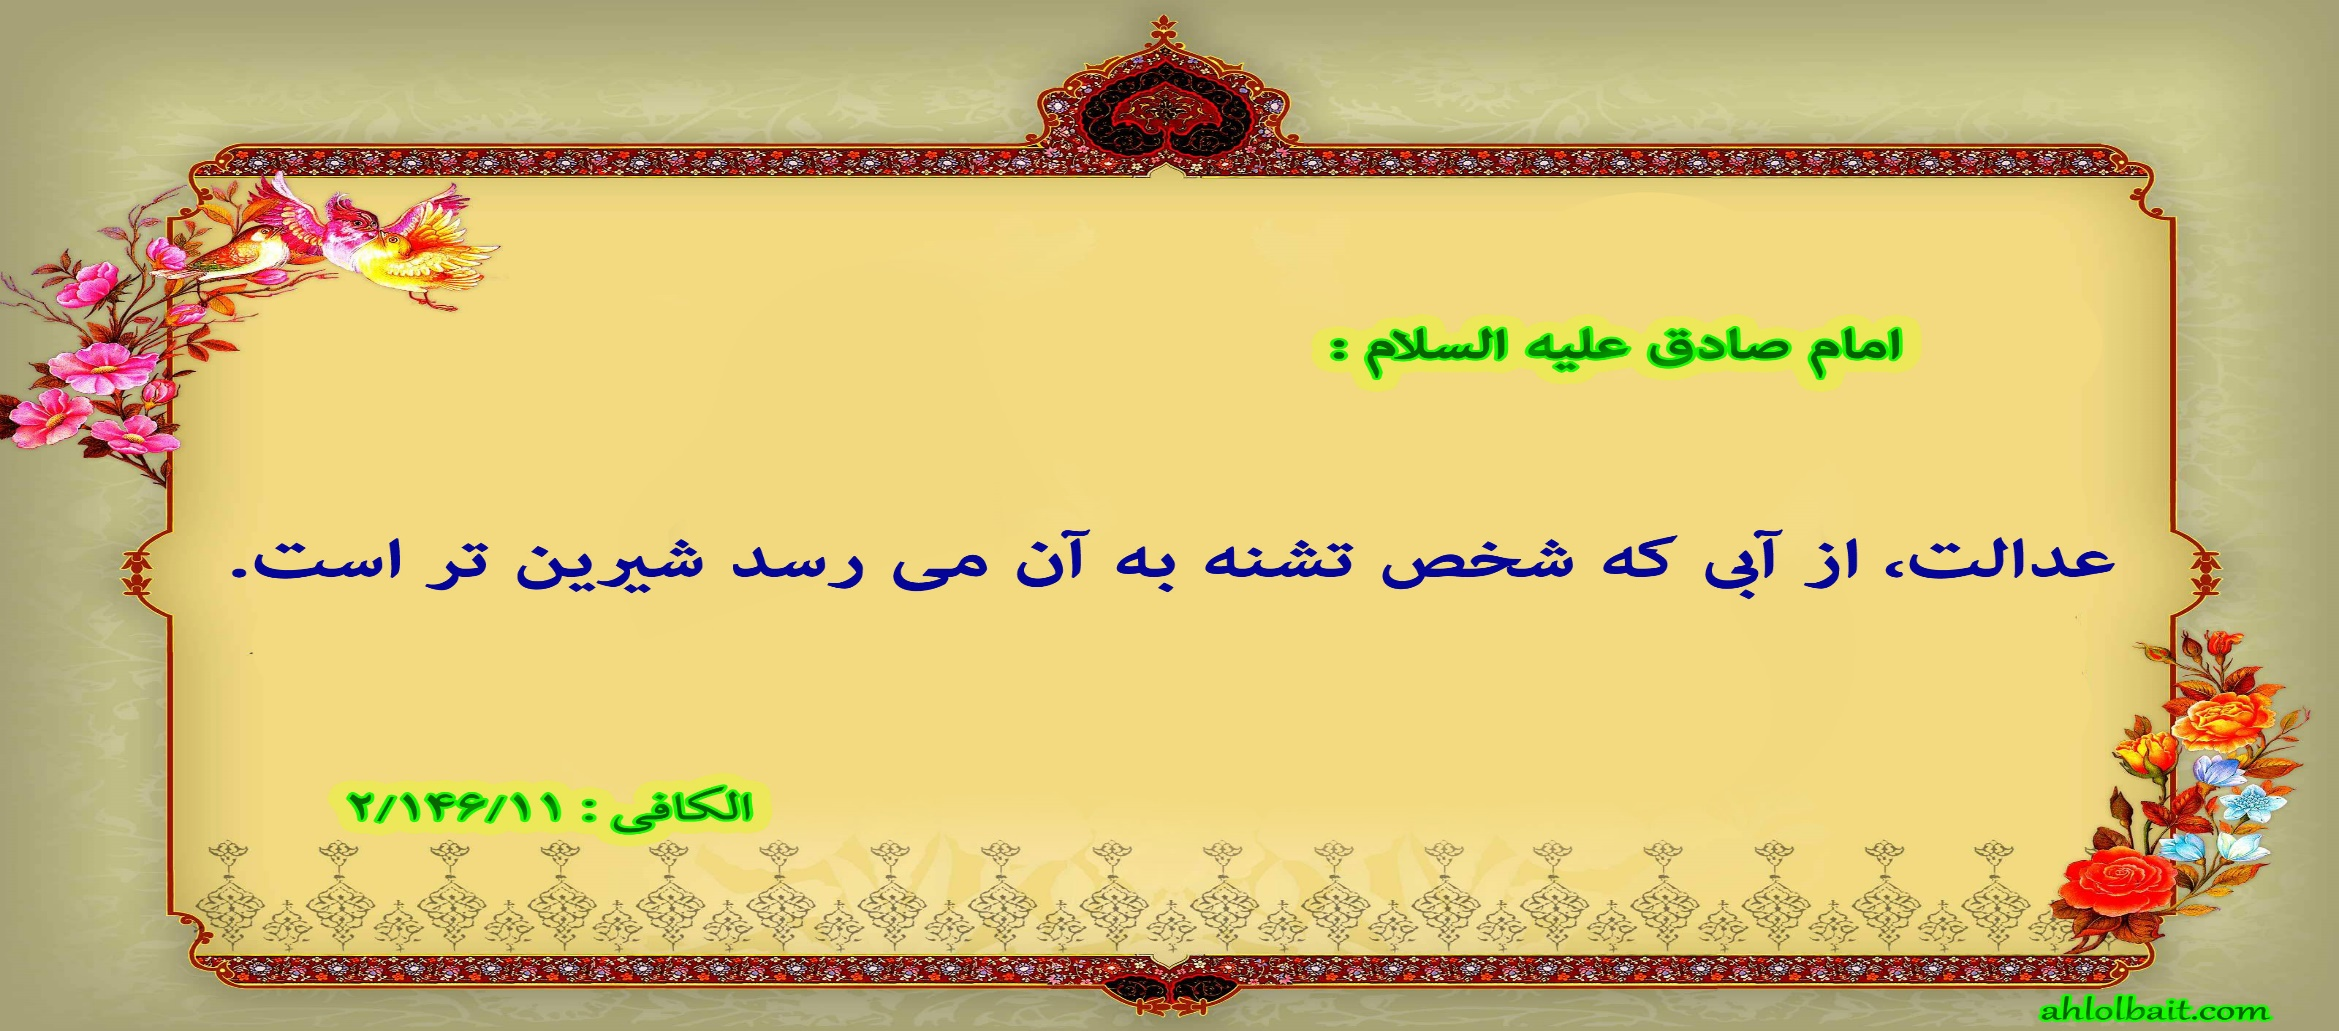 امام صادق علیه السلام :
عدالت، از آبی که شخص تشنه به آن می رسد شیرین تر است.
الکافی : ۲/۱۴۶/۱۱
ahlolbait.com